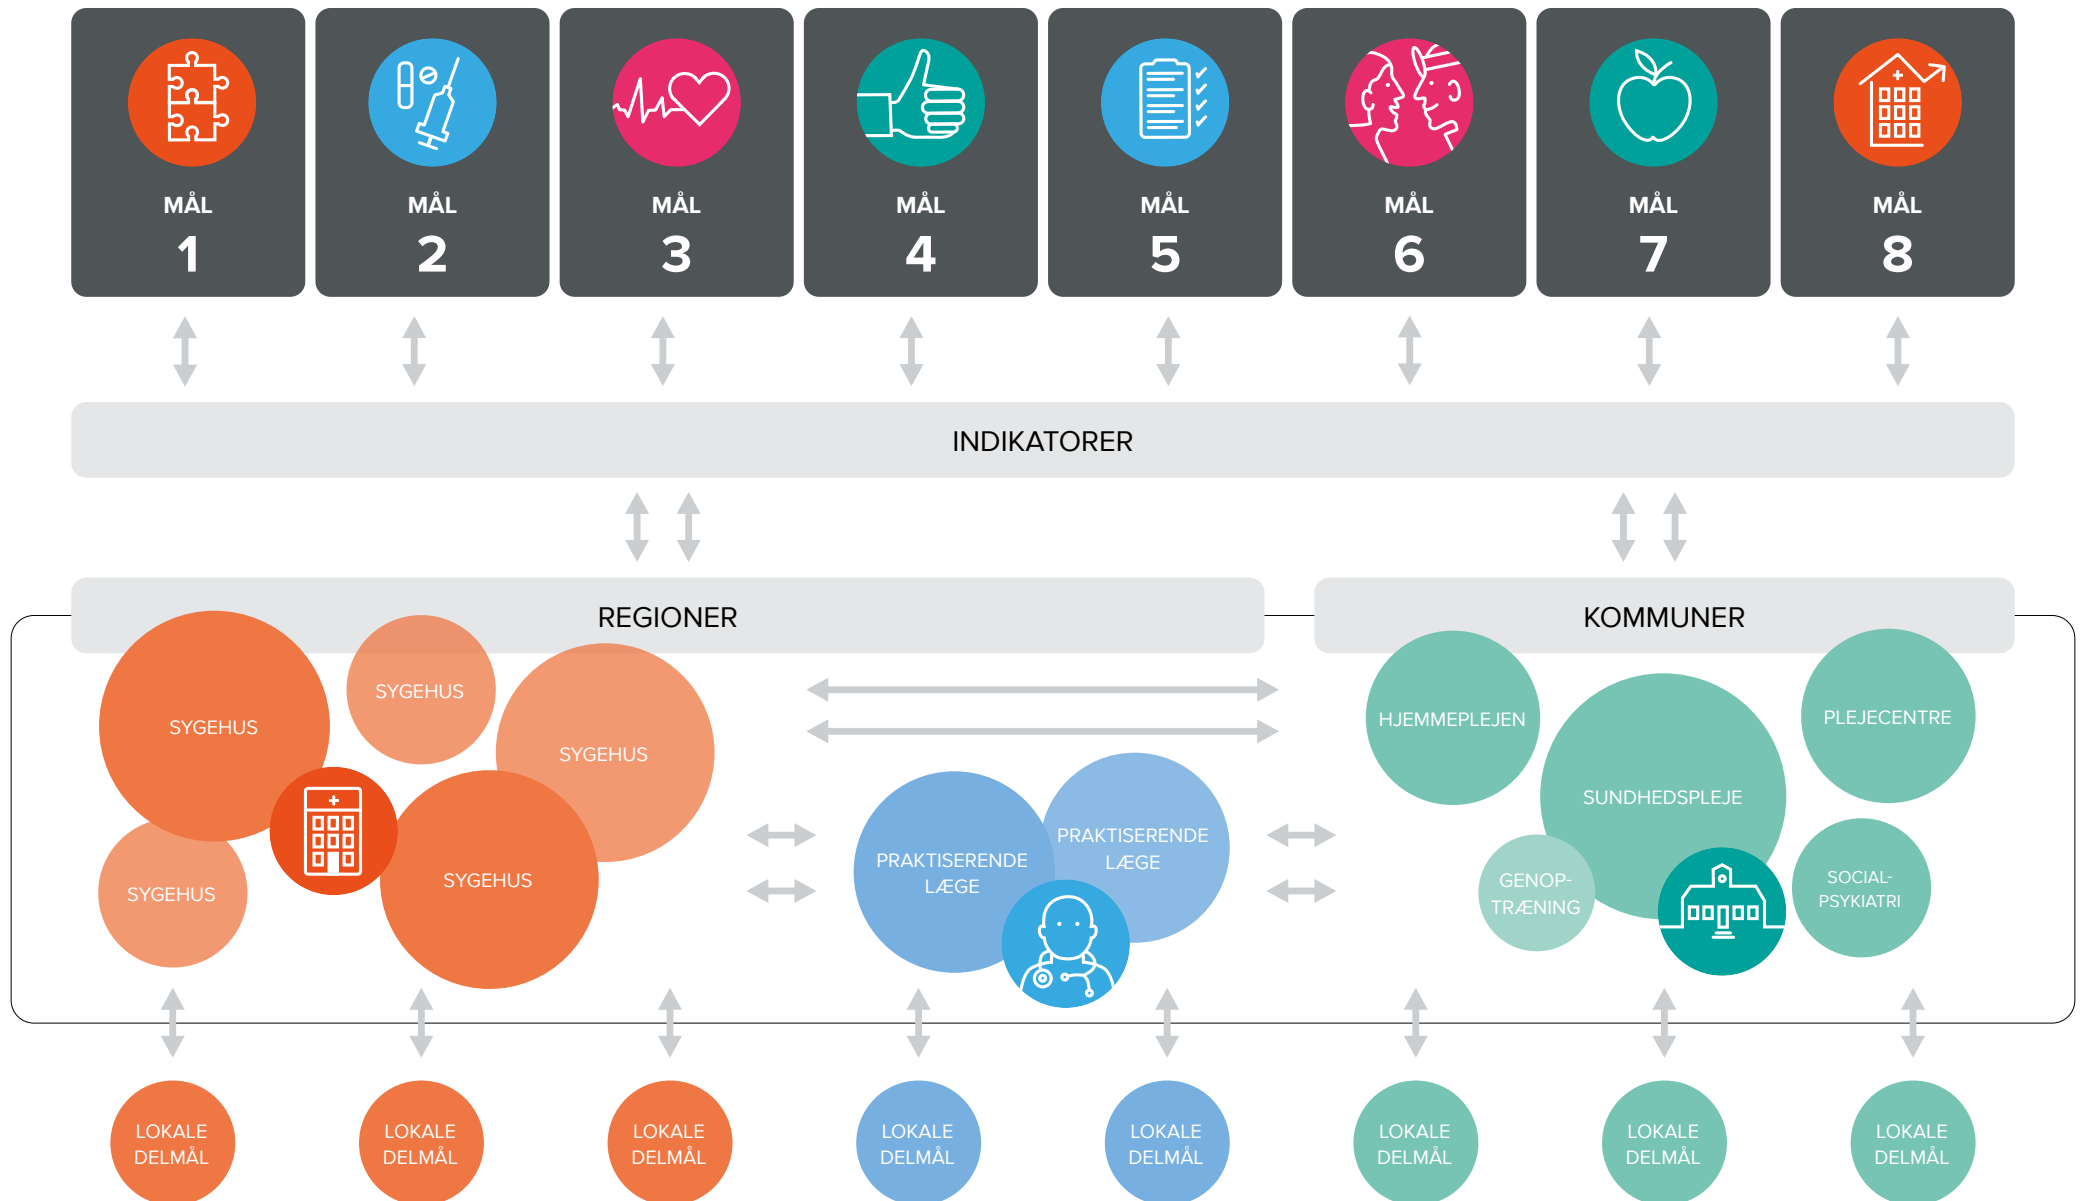 MÅL
1
MÅL
2
MÅL
3
MÅL
4
MÅL
5
MÅL
6
MÅL
7
MÅL
8
INDIKATORER
REGIONER
KOMMUNER
SYGEHUS
SYGEHUS
SYGEHUS
SYGEHUS
SYGEHUS
PRAKTISERENDE
LÆGE
PRAKTISERENDE
LÆGE
HJEMMEPLEJEN
SUNDHEDSPLEJE
PLEJECENTRE
GENOP-
TRÆNING
SOCIAL-
PSYKIATRI
LOKALE
DELMÅL
LOKALE
DELMÅL
LOKALE
DELMÅL
LOKALE
DELMÅL
LOKALE
DELMÅL
LOKALE
DELMÅL
LOKALE
DELMÅL
LOKALE
DELMÅL